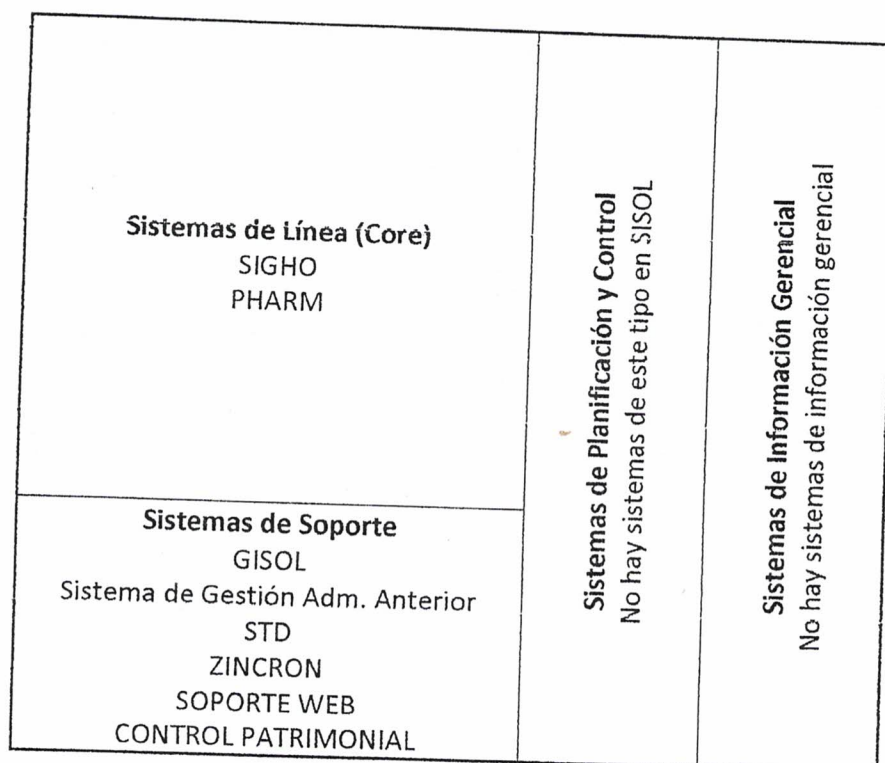 Sistemas de Línea (Core)
SIGHO
PHARM
Sistemas de Soporte
GISOL
Sistema de Gestión Adm. Anterior
STD
ZINCRON
SOPORTE WEB
CONTROL PATRIMONIAL
Sistemas de Planificación y Control
No hay sistemas de este tipo en SISOL
Sistemas de Información Gerencial
No hay sistemas de información gerencial